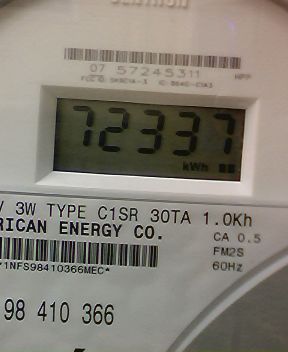 07 57245311
72337
kWh
V 3W TYPE C1SR 30TA 1.0Kh
RICAN ENERGY CO.
CA 0.5
FM2S
60Hz
*1NFS98410366MEC*
98 410 366